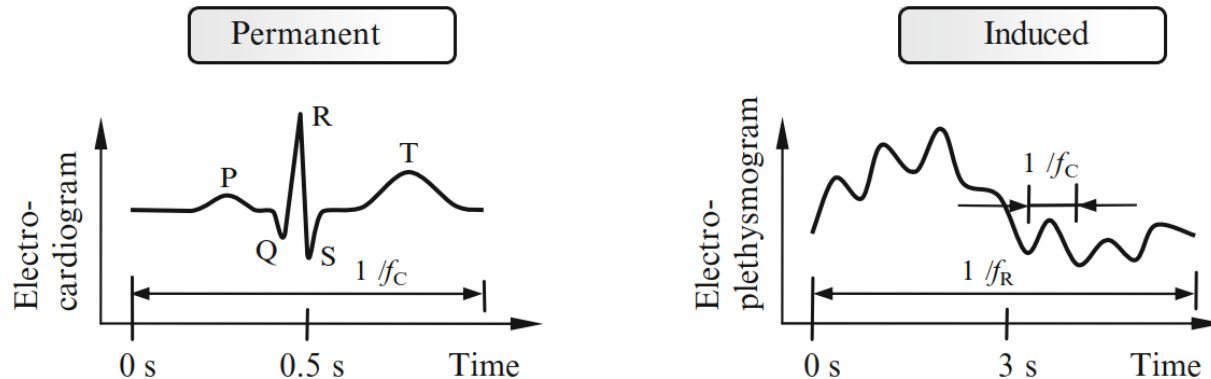 Permanent
Electro-
cardiogram
P
Q
R
S
T
1 /fC
0 s
0.5 s
Time
Induced
Electro-
plethysmogram
1 /fC
1 /fR
0 s
3 s
Time